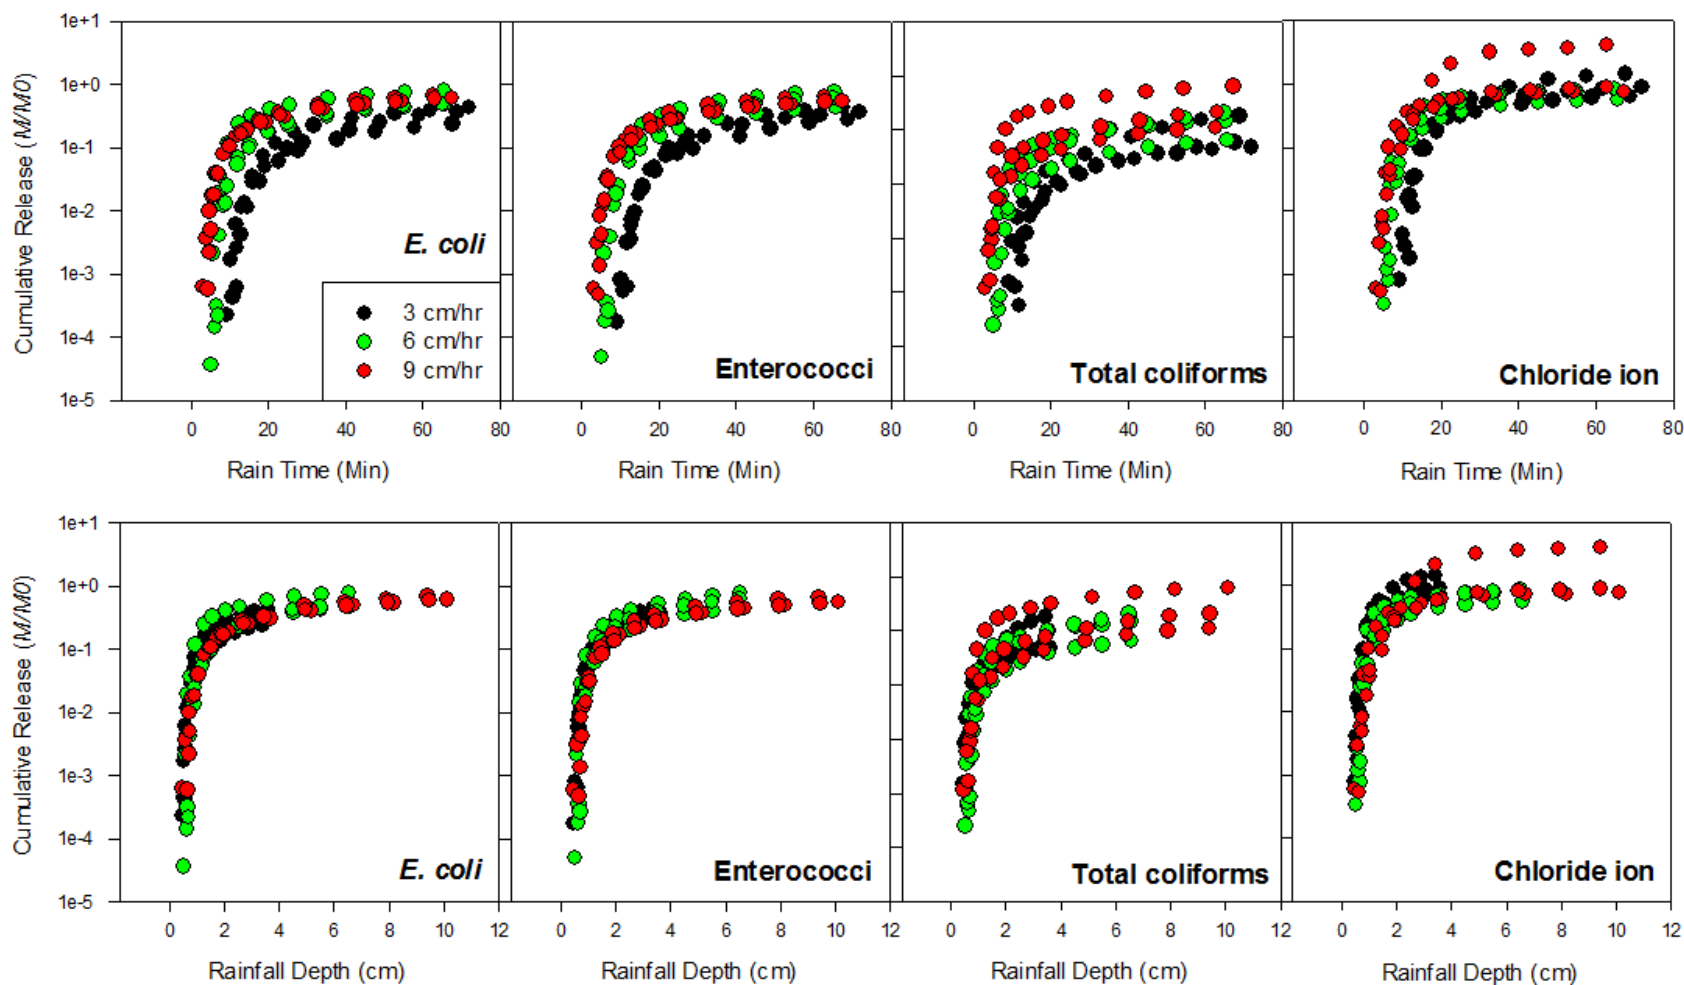 Cumulative Release (M/M0)
1e+1
1e+0
1e-1
1e-2
1e-3
1e-4
1e-5
E. coli
3 cm/hr
6 cm/hr
9 cm/hr
Enterococci
Total coliforms
Chloride ion
0 20 40 60 80
0 20 40 60 80
0 20 40 60 80
0 20 40 60 80
Rain Time (Min)
Rain Time (Min)
Rain Time (Min)
Rain Time (Min)
Cumulative Release (M/M0)
1e+1
1e+0
1e-1
1e-2
1e-3
1e-4
1e-5
E. coli
Enterococci
Total coliforms
Chloride ion
0 2 4 6 8 10 12
0 2 4 6 8 10 12
0 2 4 6 8 10 12
0 2 4 6 8 10 12
Rainfall Depth (cm)
Rainfall Depth (cm)
Rainfall Depth (cm)
Rainfall Depth (cm)